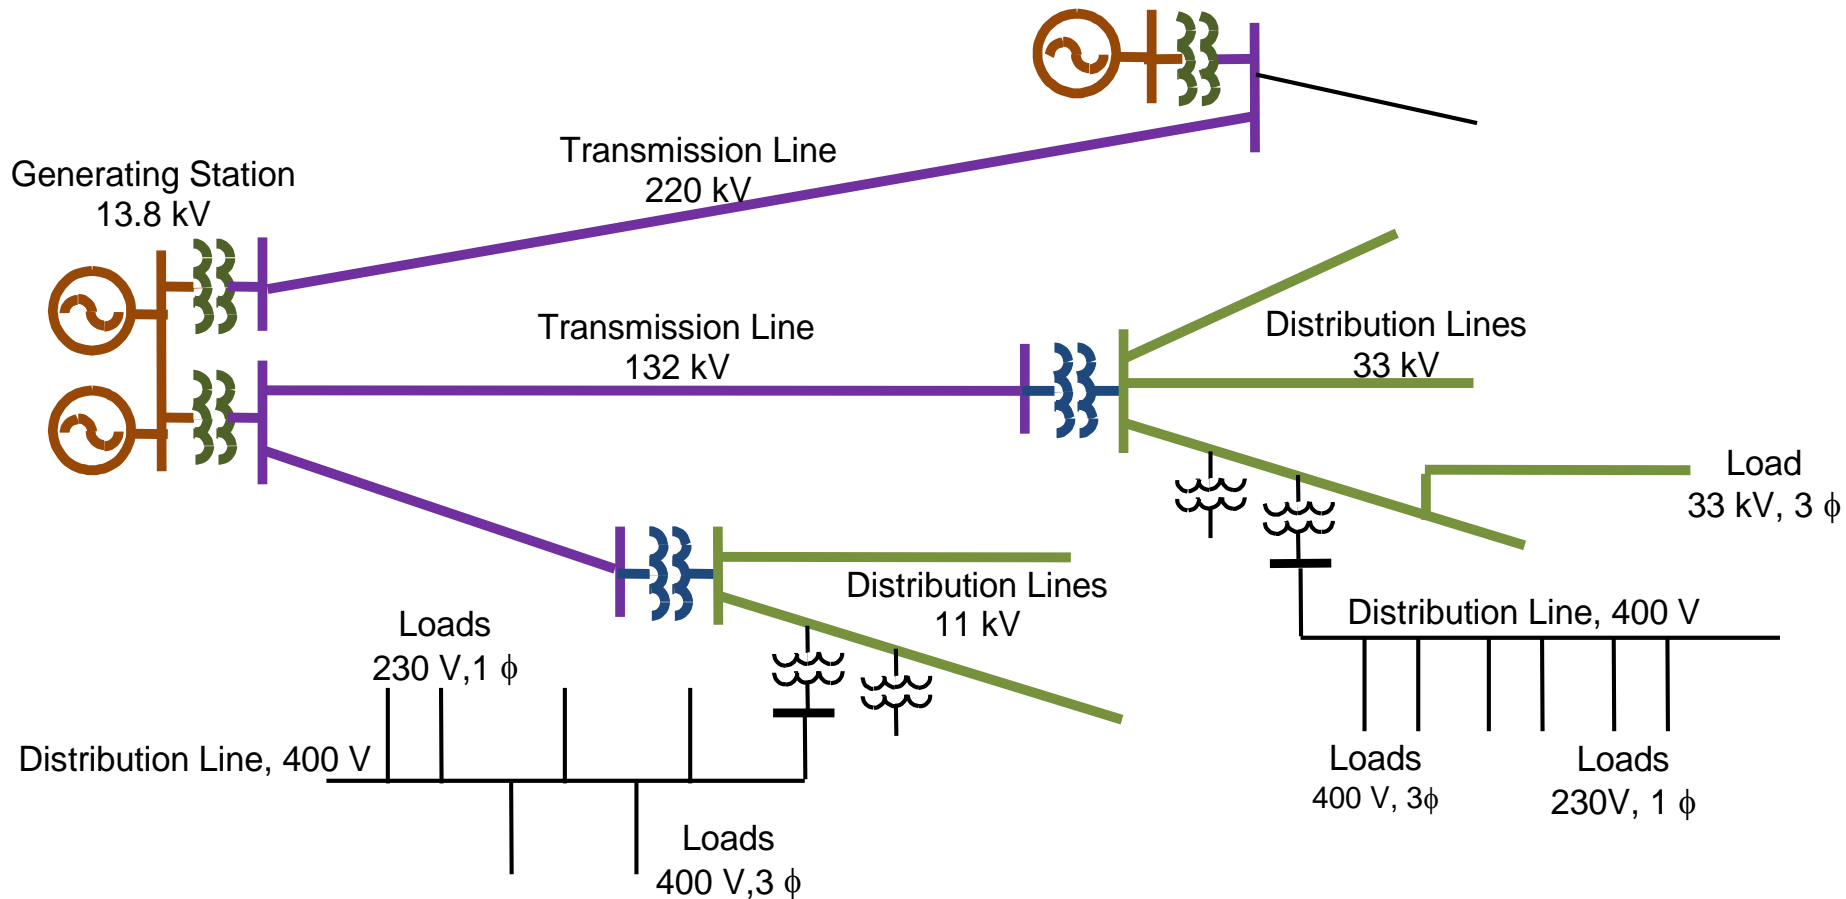 Transmission Line
220 kV
Generating Station
13.8 kV
Transmission Line
132 kV
Distribution Lines
33 kV
Load
33 kV, 3 ϕ
Distribution Lines
11 kV
Distribution Line, 400 V
Loads
230 V,1 ϕ
Distribution Line, 400 V
Loads
400 V,3 ϕ
Loads
400 V, 3ϕ
Loads
230V, 1 ϕ